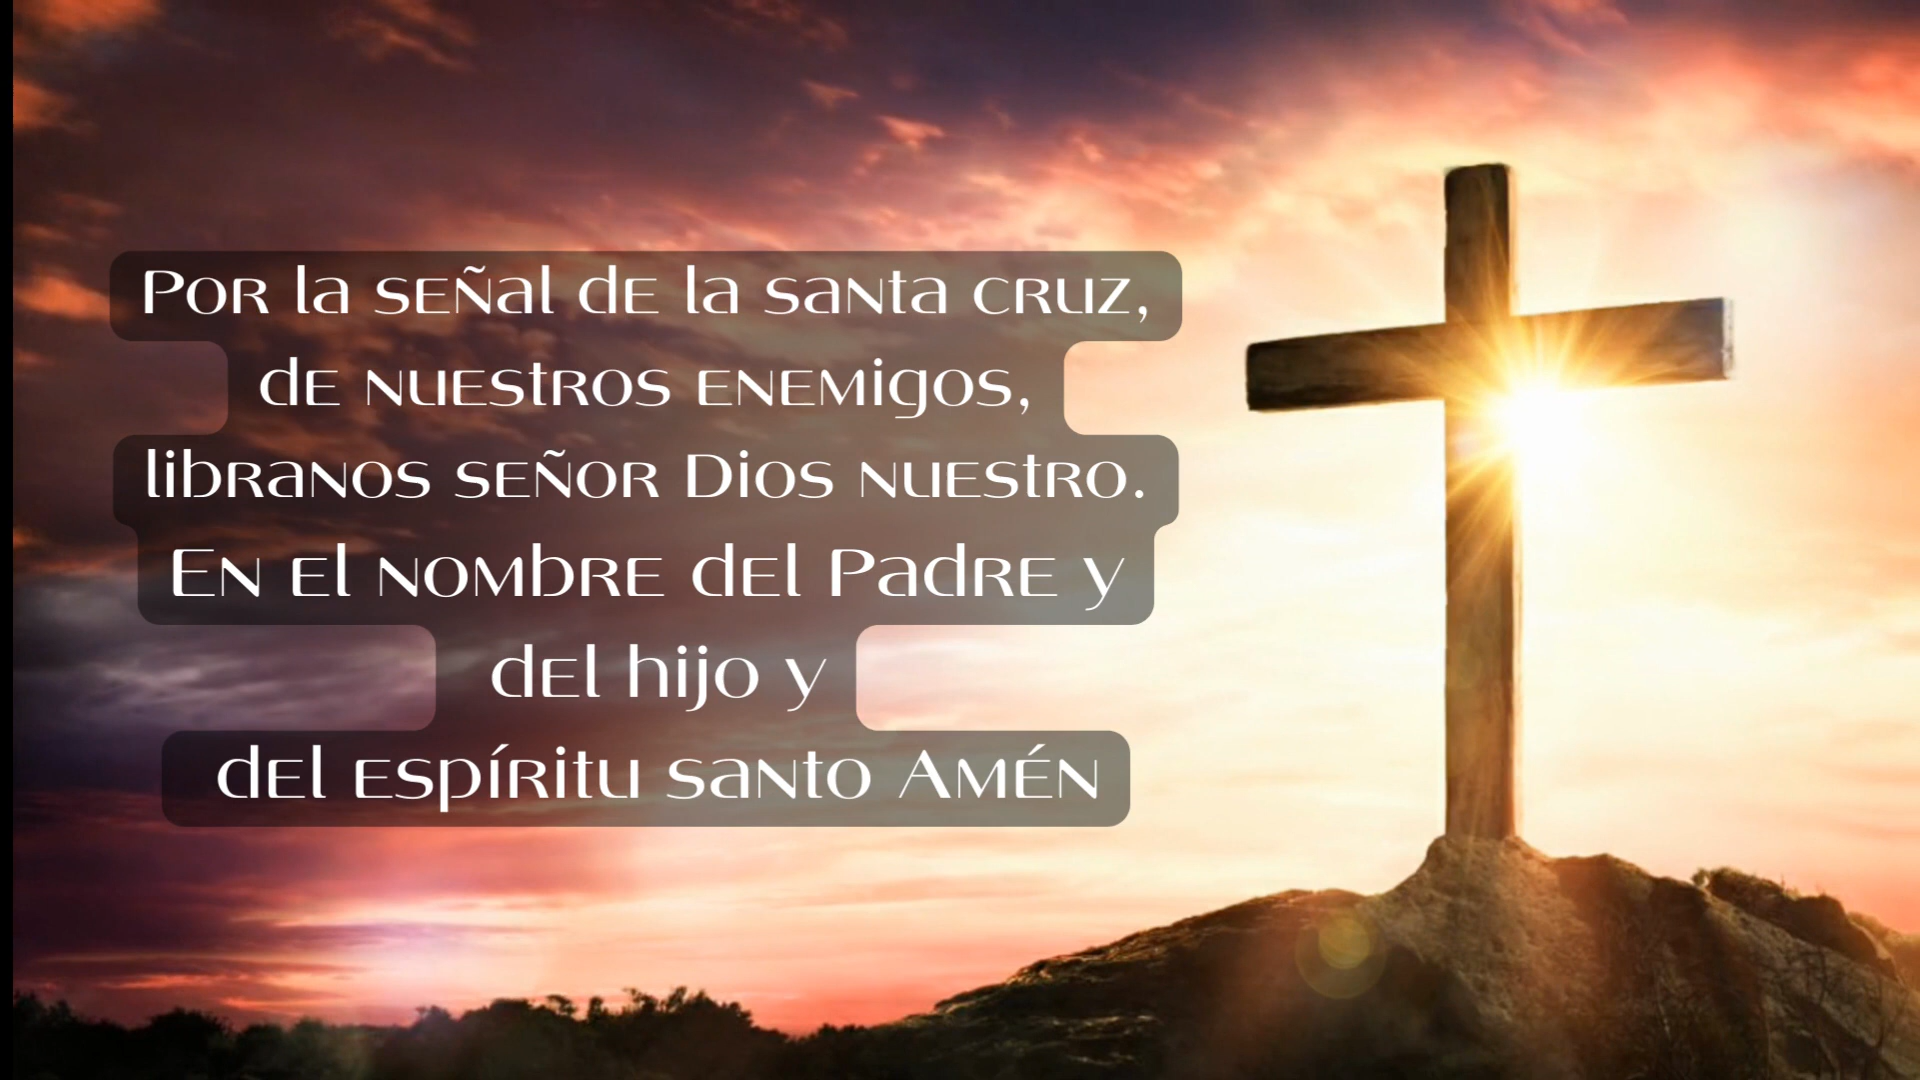 Por la señal de la santa cruz,
de nuestros enemigos,
libranos señor Dios nuestro.
En el nombre del Padre y
del hijo y
del espíritu santo Amén